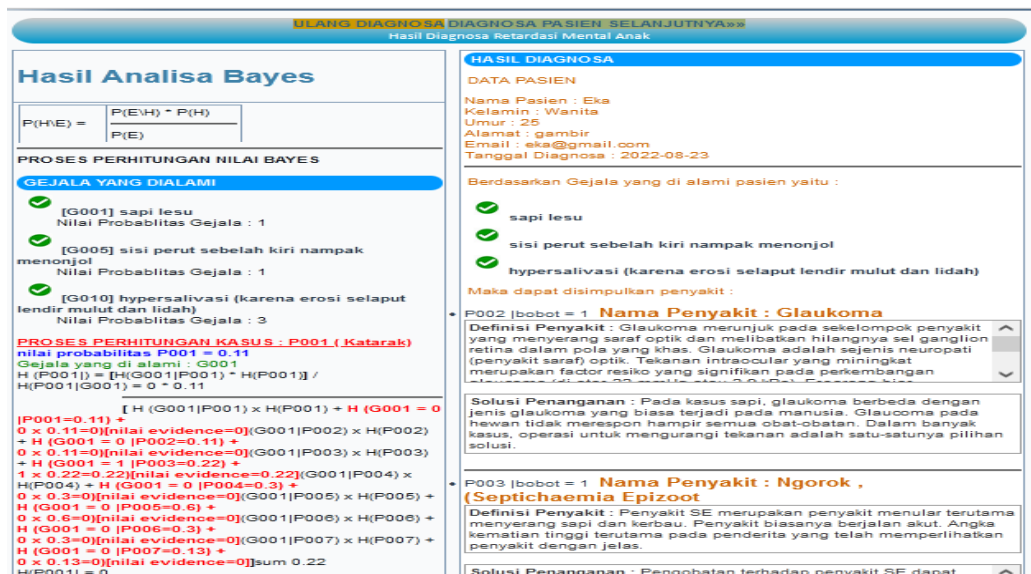 ULANG DIAGNOSA DIAGNOSA PASIEN SELANJUTNYA»»
Hasil Diagnosa Retardasi Mental Anak
Hasil Analisa Bayes
P(H\E) =
P(E\H) * P(H)
P(E)
PROSES PERHITUNGAN NILAI BAYES
GEJALA YANG DIALAMI
[G001] sapi lesu
Nilai Probablitas Gejala : 1
[G005] sisi perut sebelah kiri nampak
menonjol
Nilai Probablitas Gejala : 1
[G010] hypersalivasi (karena erosi selaput
lendir mulut dan lidah)
Nilai Probablitas Gejala : 3
PROSES PERHITUNGAN KASUS : P001 ( Katarak)
nilai probabilitas P001 = 0.11
Gejala yang di alami : G001
H (P001|) = [H(G001|P001) * H(P001)] /
H(P001|G001) = 0 * 0.11
[ H (G001|P001) x H(P001) + H (G001 = 0
|P001=0.11) +
0 x 0.11=0)[nilai evidence=0](G001|P002) x H(P002)
+ H (G001 = 0 |P002=0.11) +
0 x 0.11=0)[nilai evidence=0](G001|P003) x H(P003)
+ H (G001 = 1 |P003=0.22) +
1 x 0.22=0.22)[nilai evidence=0.22](G001|P004) x
H(P004) + H (G001 = 0 |P004=0.3) +
0 x 0.3=0)[nilai evidence=0](G001|P005) x H(P005) +
H (G001 = 0 |P005=0.6) +
0 x 0.6=0)[nilai evidence=0](G001|P006) x H(P006) +
H (G001 = 0 |P006=0.3) +
0 x 0.3=0)[nilai evidence=0](G001|P007) x H(P007) +
H (G001 = 0 |P007=0.13) +
0 x 0.13=0)[nilai evidence=0]]sum 0.22
H(P001| = 0
HASIL DIAGNOSA
DATA PASIEN
Nama Pasien : Eka
Kelamin : Wanita
Umur : 25
Alamat : gambir
Email : eka@gmail.com
Tanggal Diagnosa : 2022-08-23
Berdasarkan Gejala yang di alami pasien yaitu :
sapi lesu
sisi perut sebelah kiri nampak menonjol
hypersalivasi (karena erosi selaput lendir mulut dan lidah)
Maka dapat disimpulkan penyakit :
P002 |bobot = 1 Nama Penyakit : Glaukoma
Definisi Penyakit : Glaukoma merunjuk pada sekelompok penyakit
yang menyerang saraf optik dan melibatkan hilangnya sel ganglion
retina dalam pola yang khas. Glaukoma adalah sejenis neuropati
(penyakit saraf) optik. Tekanan intraocular yang miningkat
merupakan factor resiko yang signifikan pada perkembangan
Solusi Penanganan : Pada kasus sapi, glaukoma berbeda dengan
jenis glaukoma yang biasa terjadi pada manusia. Glaucoma pada
hewan tidak merespon hampir semua obat-obatan. Dalam banyak
kasus, operasi untuk mengurangi tekanan adalah satu-satunya pilihan
solusi.
P003 |bobot = 1 Nama Penyakit : Ngorok ,
(Septichaemia Epizoot
Definisi Penyakit : Penyakit SE merupakan penyakit menular terutama
menyerang sapi dan kerbau. Penyakit biasanya berjalan akut. Angka
kematian tinggi terutama pada penderita yang telah memperlihatkan
penyakit dengan jelas.
Solusi Penanganan : Pengobatan terhadap penyakit SE dapat